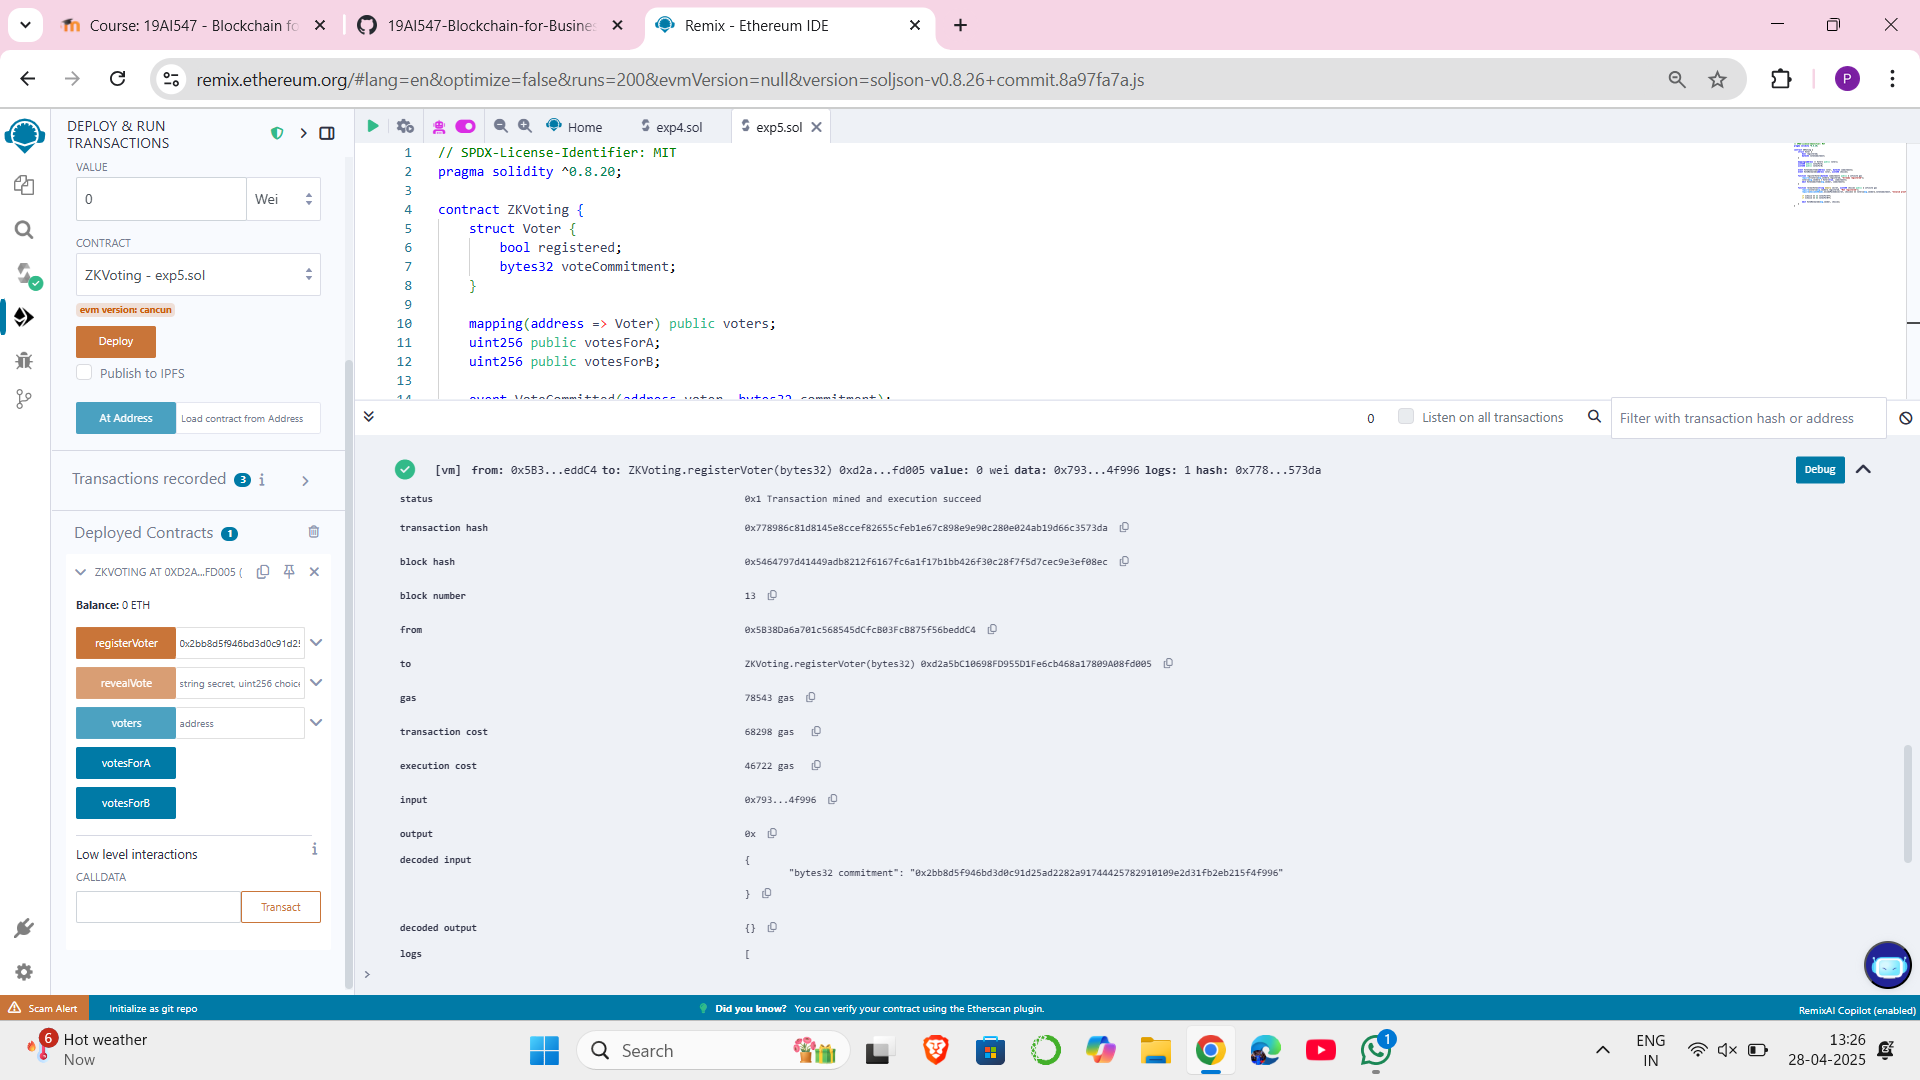 Course: 19AI547 - Blockchain fo
19AI547-Blockchain-for-Busines
Remix - Ethereum IDE
remix.ethereum.org/#lang=en&optimize=false&runs=200&evmVersion=null&version=soljson-v0.8.26+commit.8a97fa7a.js
P
DEPLOY & RUN
TRANSACTIONS
VALUE
0
Wei
CONTRACT
ZKVoting - exp5.sol
evm version: cancun
Deploy
Publish to IPFS
At Address
Load contract from Address
Transactions recorded 3 i
Deployed Contracts 1
ZKVOTING AT 0XD2A...FD005 (
Balance: 0 ETH
registerVoter
0x2bb8d5f946bd3d0c91d25
revealVote
string secret, uint256 choice
voters
address
votesForA
votesForB
Low level interactions
i
CALLDATA
Transact
Home
exp4.sol
exp5.sol
1 // SPDX-License-Identifier: MIT
2 pragma solidity ^0.8.20;
3
4 contract ZKVoting {
5 struct Voter {
6 bool registered;
7 bytes32 voteCommitment;
8 }
9
10 mapping(address => Voter) public voters;
11 uint256 public votesForA;
12 uint256 public votesForB;
13
14 event VoteCommitted(address voter, bytes32 commitment);
0
Listen on all transactions
Filter with transaction hash or address
[vm] from: 0x5B3...eddC4 to: ZKVoting.registerVoter(bytes32) 0xd2a...fd005 value: 0 wei data: 0x793...4f996 logs: 1 hash: 0x778...573da
Debug
status 0x1 Transaction mined and execution succeed
transaction hash 0x778986c81d8145e8ccef82655cfeb1e67c898e9e90c280e024ab19d66c3573da
block hash 0x5464797d41449adb8212f6167fc6a1f17b1bb426f30c28f7f5d7cec9e3ef08ec
block number 13
from 0x5B38Da6a701c568545dCfcB03FcB875f56beddC4
to ZKVoting.registerVoter(bytes32) 0xd2a5bC10698FD955D1Fe6cb468a17809A08fd005
gas 78543 gas
transaction cost 68298 gas
execution cost 46722 gas
input 0x793...4f996
output 0x
decoded input {
"bytes32 commitment": "0x2bb8d5f946bd3d0c91d25ad2282a91744425782910109e2d31fb2eb215f4f996"
}
decoded output {}
logs [
>
Scam Alert
Initialize as git repo
Did you know? You can verify your contract using the Etherscan plugin.
RemixAI Copilot (enabled)
6
Hot weather
Now
Search
1
ENG
IN
13:26
28-04-2025